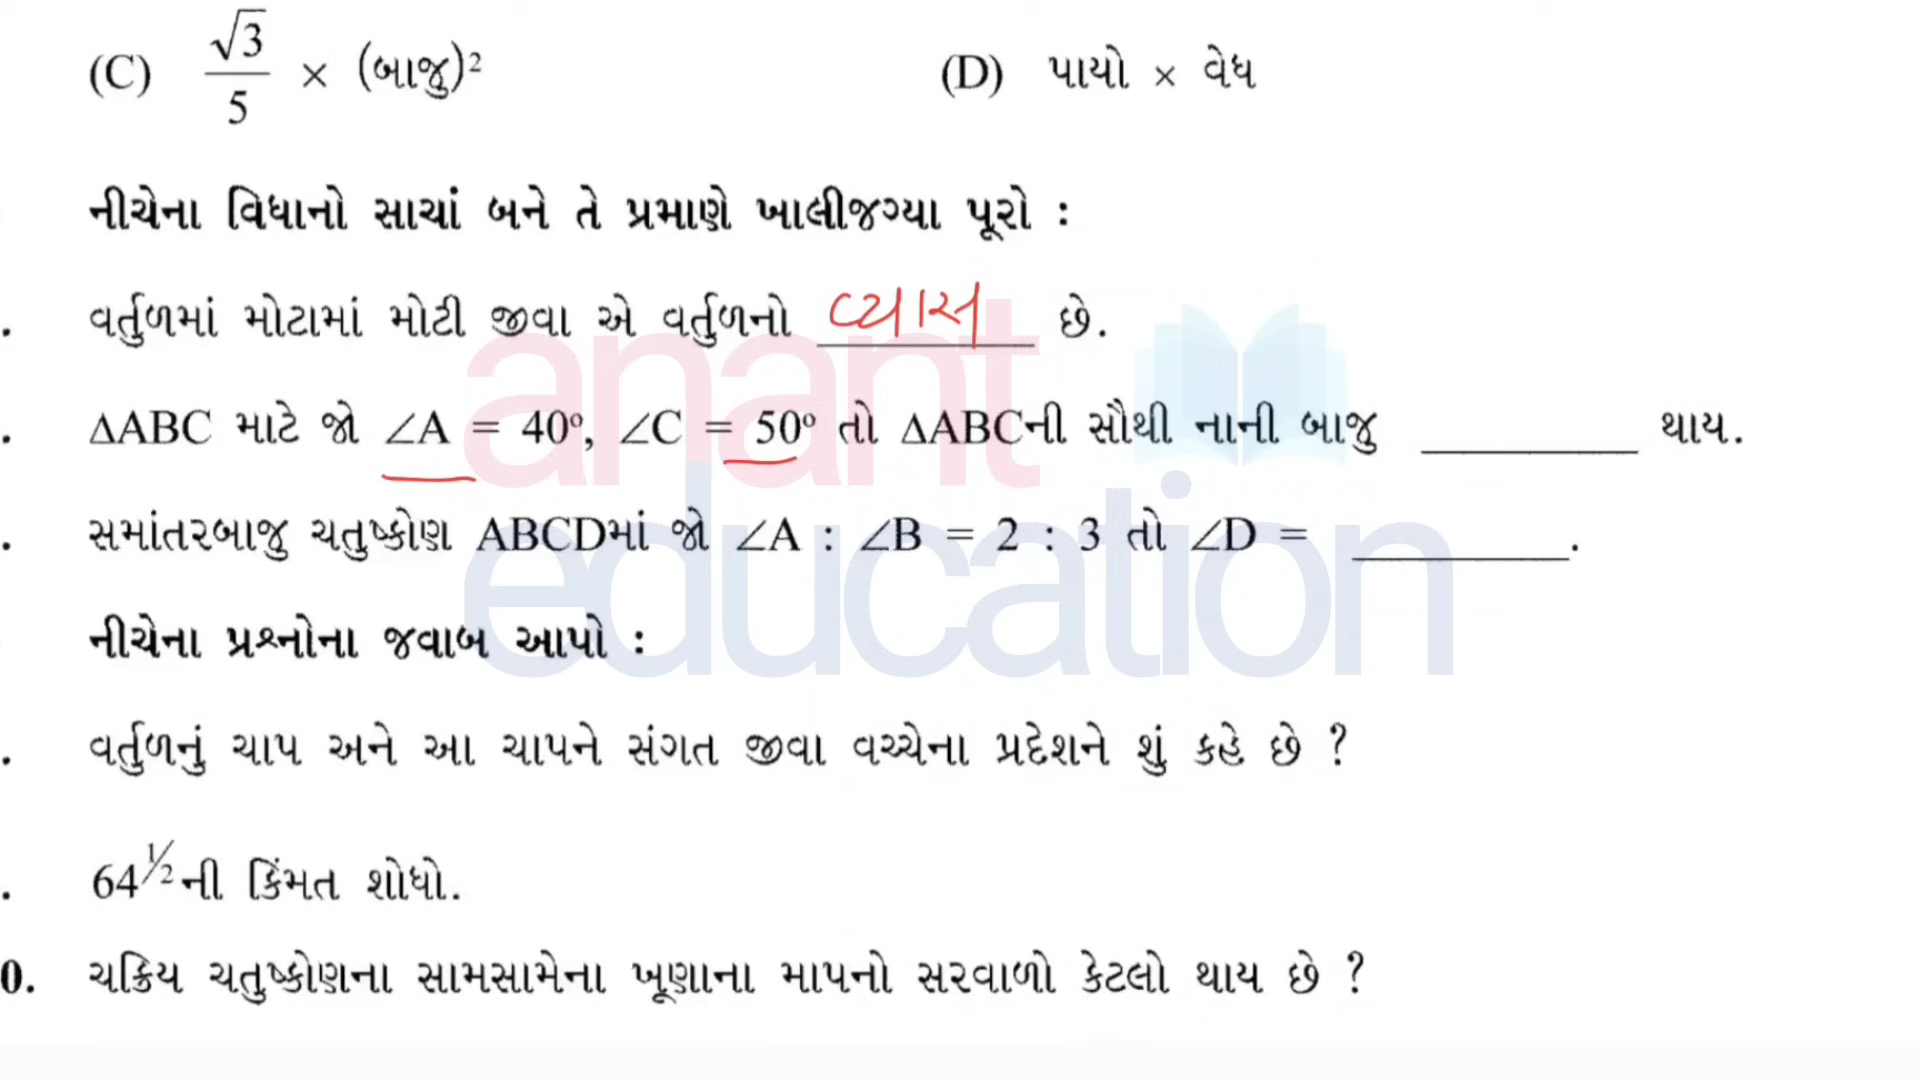 (C) √3/5 × (બાજુ)² (D) પાયો × વેધ
નીચેના વિધાનો સાચાં બને તે પ્રમાણે ખાલીજગ્યા પૂરો :
. વર્તુળમાં મોટામાં મોટી જીવા એ વર્તુળનો વ્યાસ છે.
. ∆ABC માટે જો ∠A = 40°, ∠C = 50° તો ∆ABCની સૌથી નાની બાજુ ________ થાય.
. સમાંતરબાજુ ચતુષ્કોણ ABCDમાં જો ∠A : ∠B = 2 : 3 તો ∠D = ________.
નીચેના પ્રશ્નોના જવાબ આપો :
. વર્તુળનું ચાપ અને આ ચાપને સંગત જીવા વચ્ચેના પ્રદેશને શું કહે છે ?
. 64^1/2ની કિંમત શોધો.
0. ચક્રિય ચતુષ્કોણના સામસામેના ખૂણાના માપનો સરવાળો કેટલો થાય છે ?
anant
education